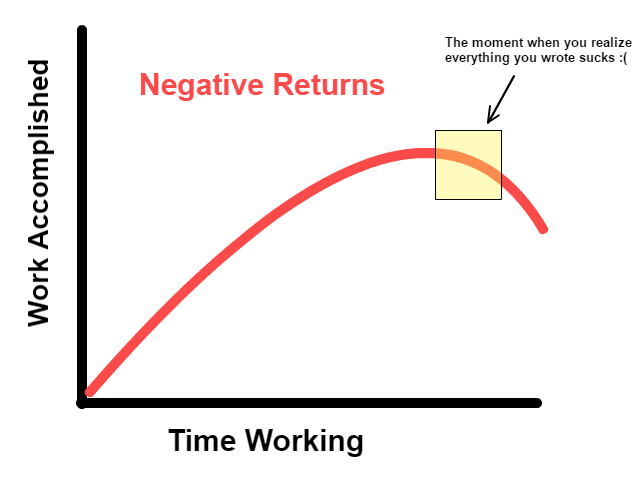 The moment when you realize
everything you wrote sucks :(
Negative Returns
Work Accomplished
Time Working